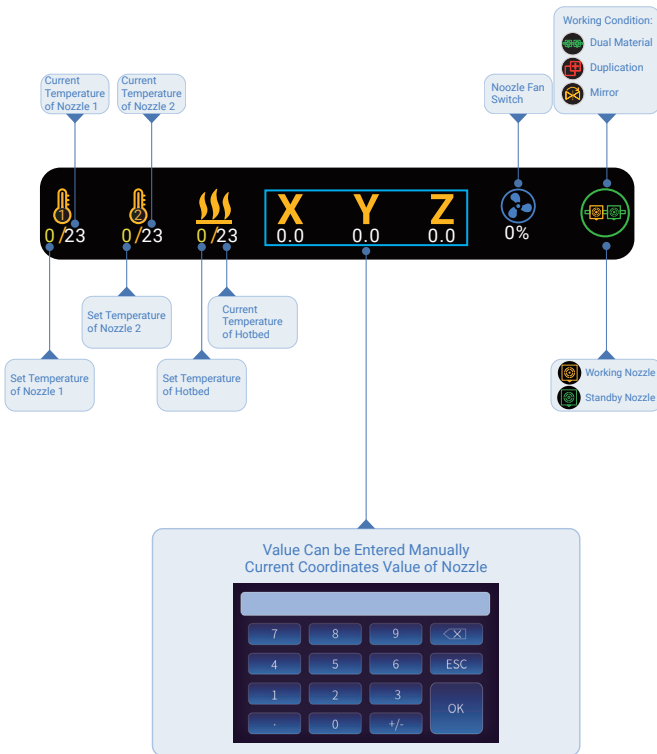 Working Condition:
Dual Material
Duplication
Mirror
Current
Temperature
of Nozzle 1
Current
Temperature
of Nozzle 2
Noozle Fan
Switch
1
2
X Y Z
0 /23
0 /23
0 /23
0.0 0.0 0.0
0%
Set Temperature
of Nozzle 2
Current
Temperature
of Hotbed
Set Temperature
of Nozzle 1
Set Temperature
of Hotbed
Working Nozzle
Standby Nozzle
Value Can be Entered Manually
Current Coordinates Value of Nozzle
7 8 9
4 5 6 ESC
1 2 3
OK
. 0 +/-